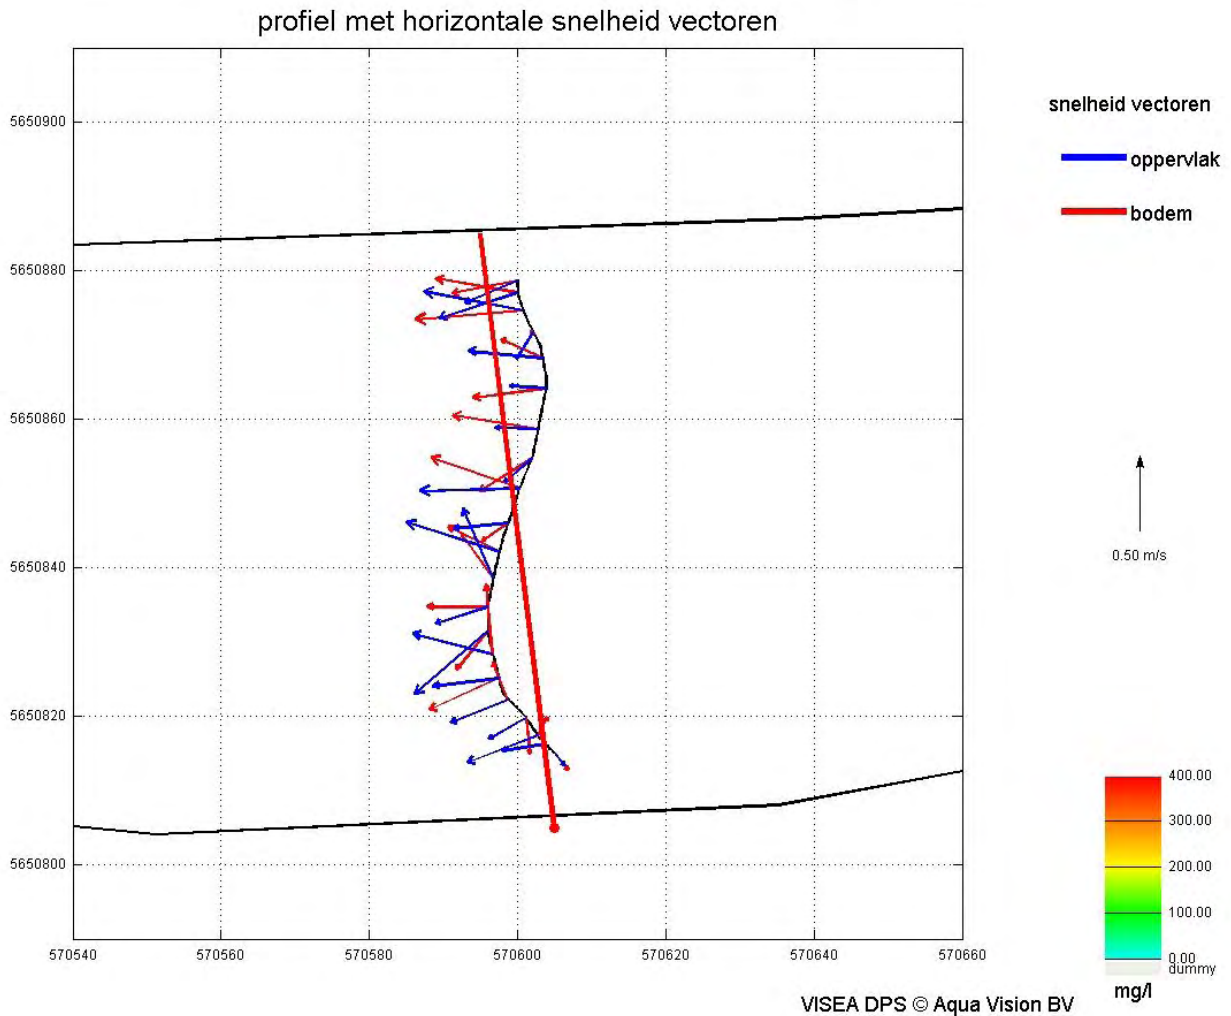 profiel met horizontale snelheid vectoren
snelheid vectoren
oppervlak
bodem
5650900
5650880
5650860
5650840
5650820
5650800
570540
570560
570580
570600
570620
570640
570660
0.50 m/s
400.00
300.00
200.00
100.00
0.00
dummy
mg/l
VISEA DPS © Aqua Vision BV